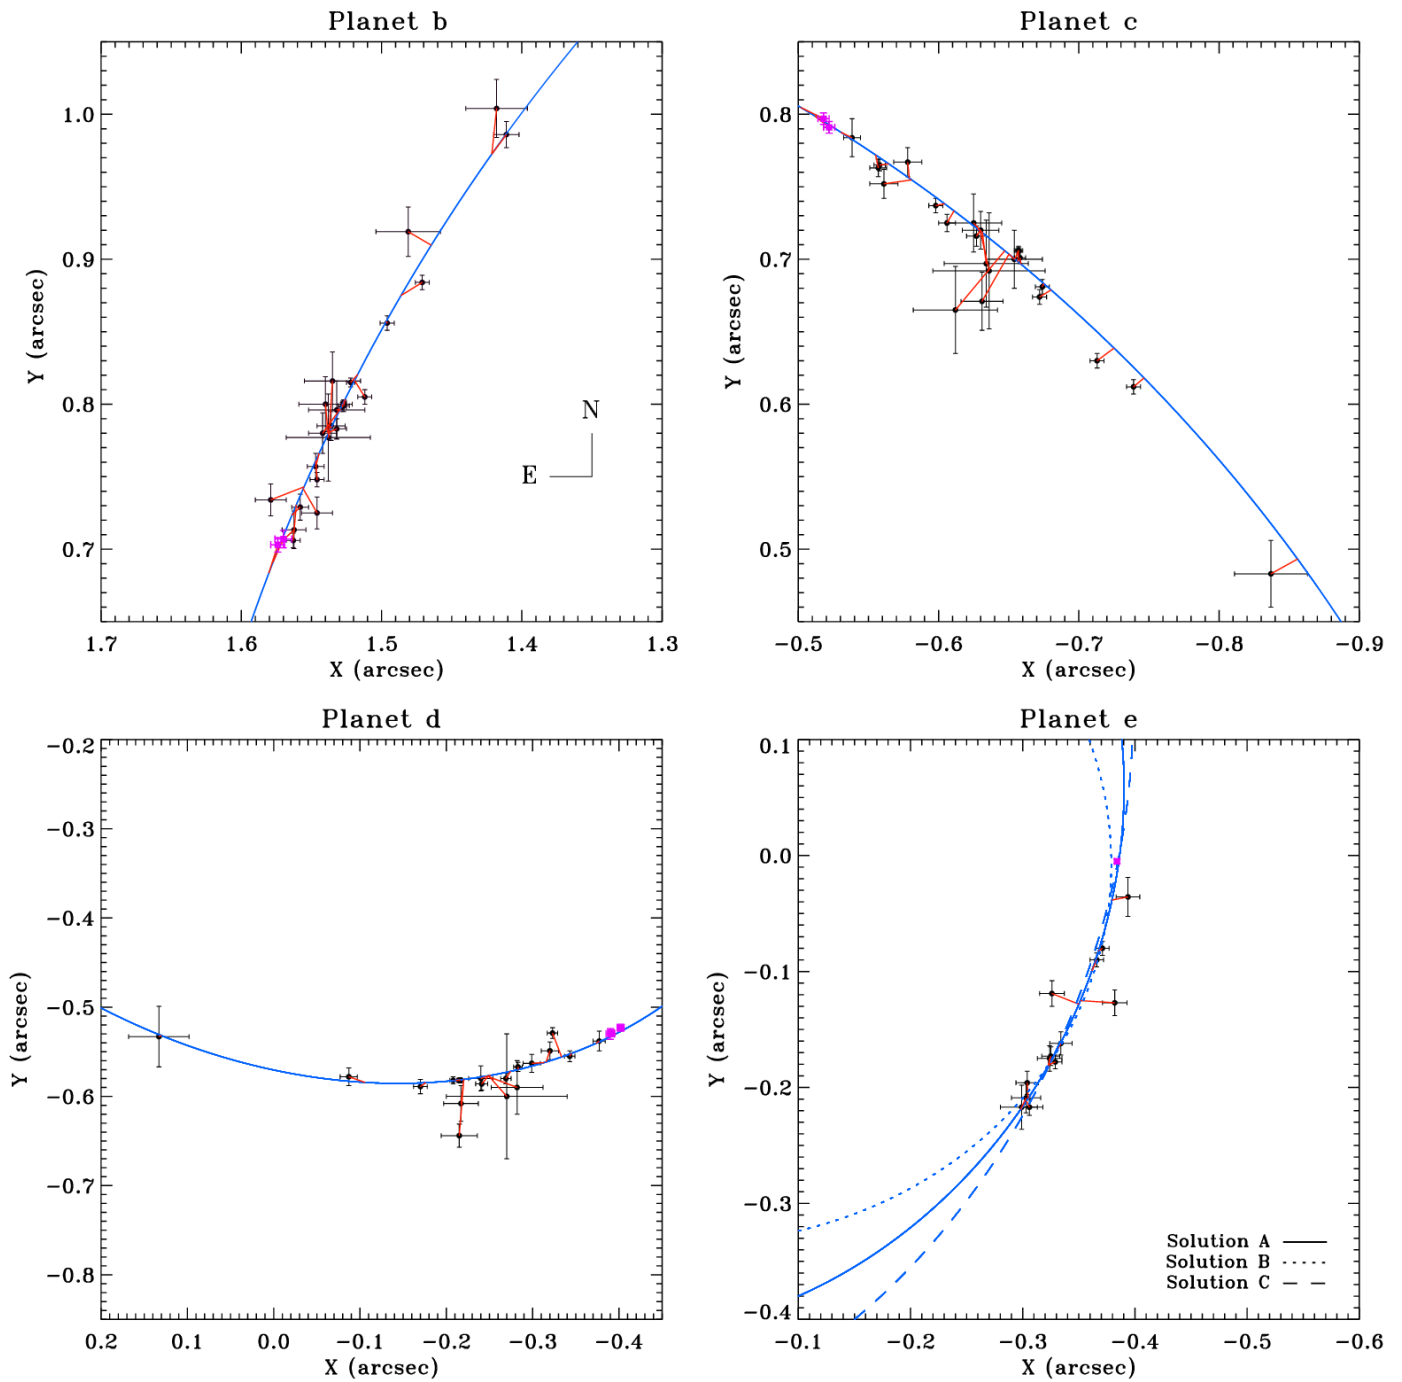 Planet b
1.0
0.9
0.8
0.7
Y (arcsec)
N
E
1.7 1.6 1.5 1.4 1.3
X (arcsec)
Planet c
0.8
0.7
0.6
0.5
Y (arcsec)
−0.5 −0.6 −0.7 −0.8 −0.9
X (arcsec)
Planet d
−0.2
−0.3
−0.4
−0.5
−0.6
−0.7
−0.8
Y (arcsec)
0.2 0.1 0.0 −0.1 −0.2 −0.3 −0.4
X (arcsec)
Planet e
0.1
0.0
−0.1
−0.2
−0.3
−0.4
Y (arcsec)
Solution A
Solution B
Solution C
−0.1 −0.2 −0.3 −0.4 −0.5 −0.6
X (arcsec)